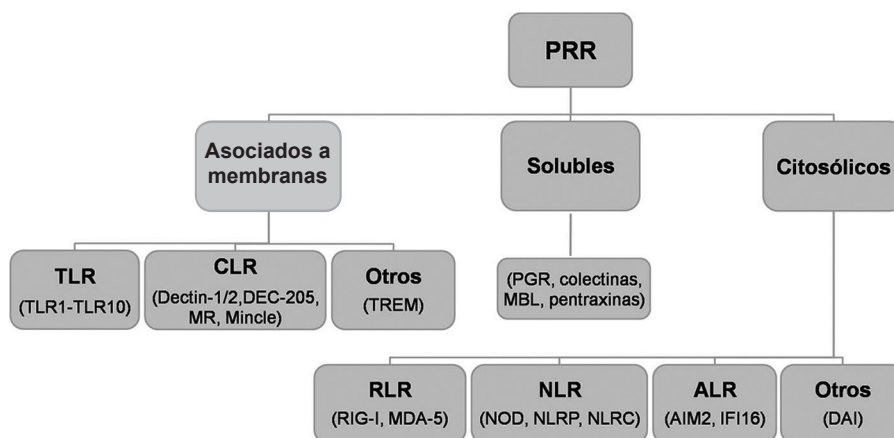 PRR
Asociados a
membranas
Solubles
Citosólicos
TLR
(TLR1-TLR10)
CLR
(Dectin-1/2,DEC-205,
MR, Mincle)
Otros
(TREM)
(PGR, colectinas,
MBL, pentraxinas)
RLR
(RIG-I, MDA-5)
NLR
(NOD, NLRP, NLRC)
ALR
(AIM2, IFI16)
Otros
(DAI)